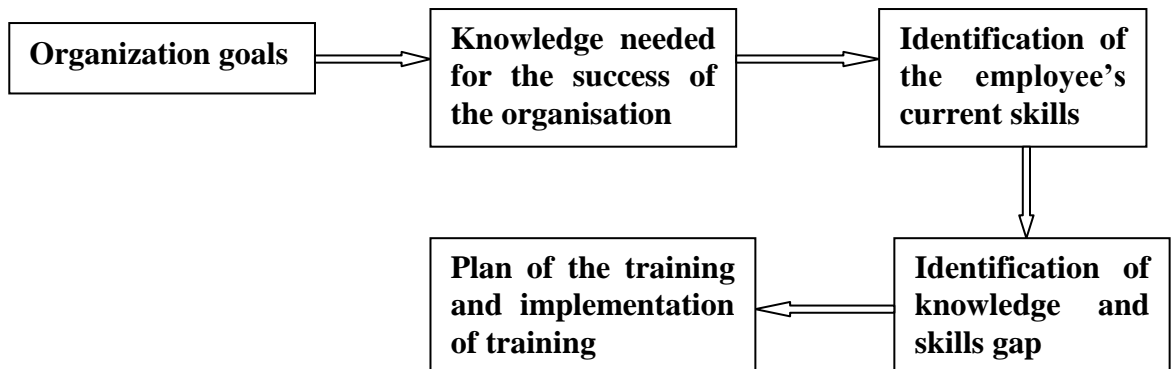 Organization goals
Knowledge needed
for the success of
the organisation
Identification of
the employee’s
current skills
Identification of
knowledge and
skills gap
Plan of the training
and implementation
of training